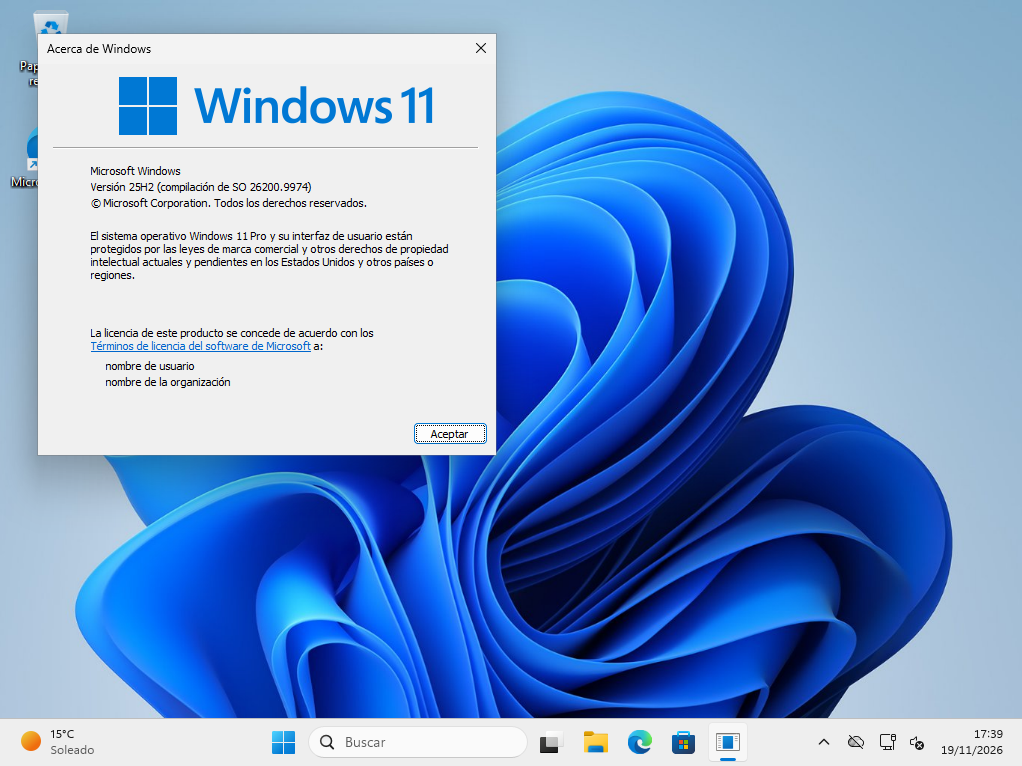 Acerca de Windows
Windows 11
Microsoft Windows
Versión 25H2 (compilación de SO 26200.9974)
© Microsoft Corporation. Todos los derechos reservados.
El sistema operativo Windows 11 Pro y su interfaz de usuario están
protegidos por las leyes de marca comercial y otros derechos de propiedad
intelectual actuales y pendientes en los Estados Unidos y otros países o
regiones.
La licencia de este producto se concede de acuerdo con los
Términos de licencia del software de Microsoft a:
nombre de usuario
nombre de la organización
Aceptar
15°C
Soleado
Buscar
17:39
19/11/2026